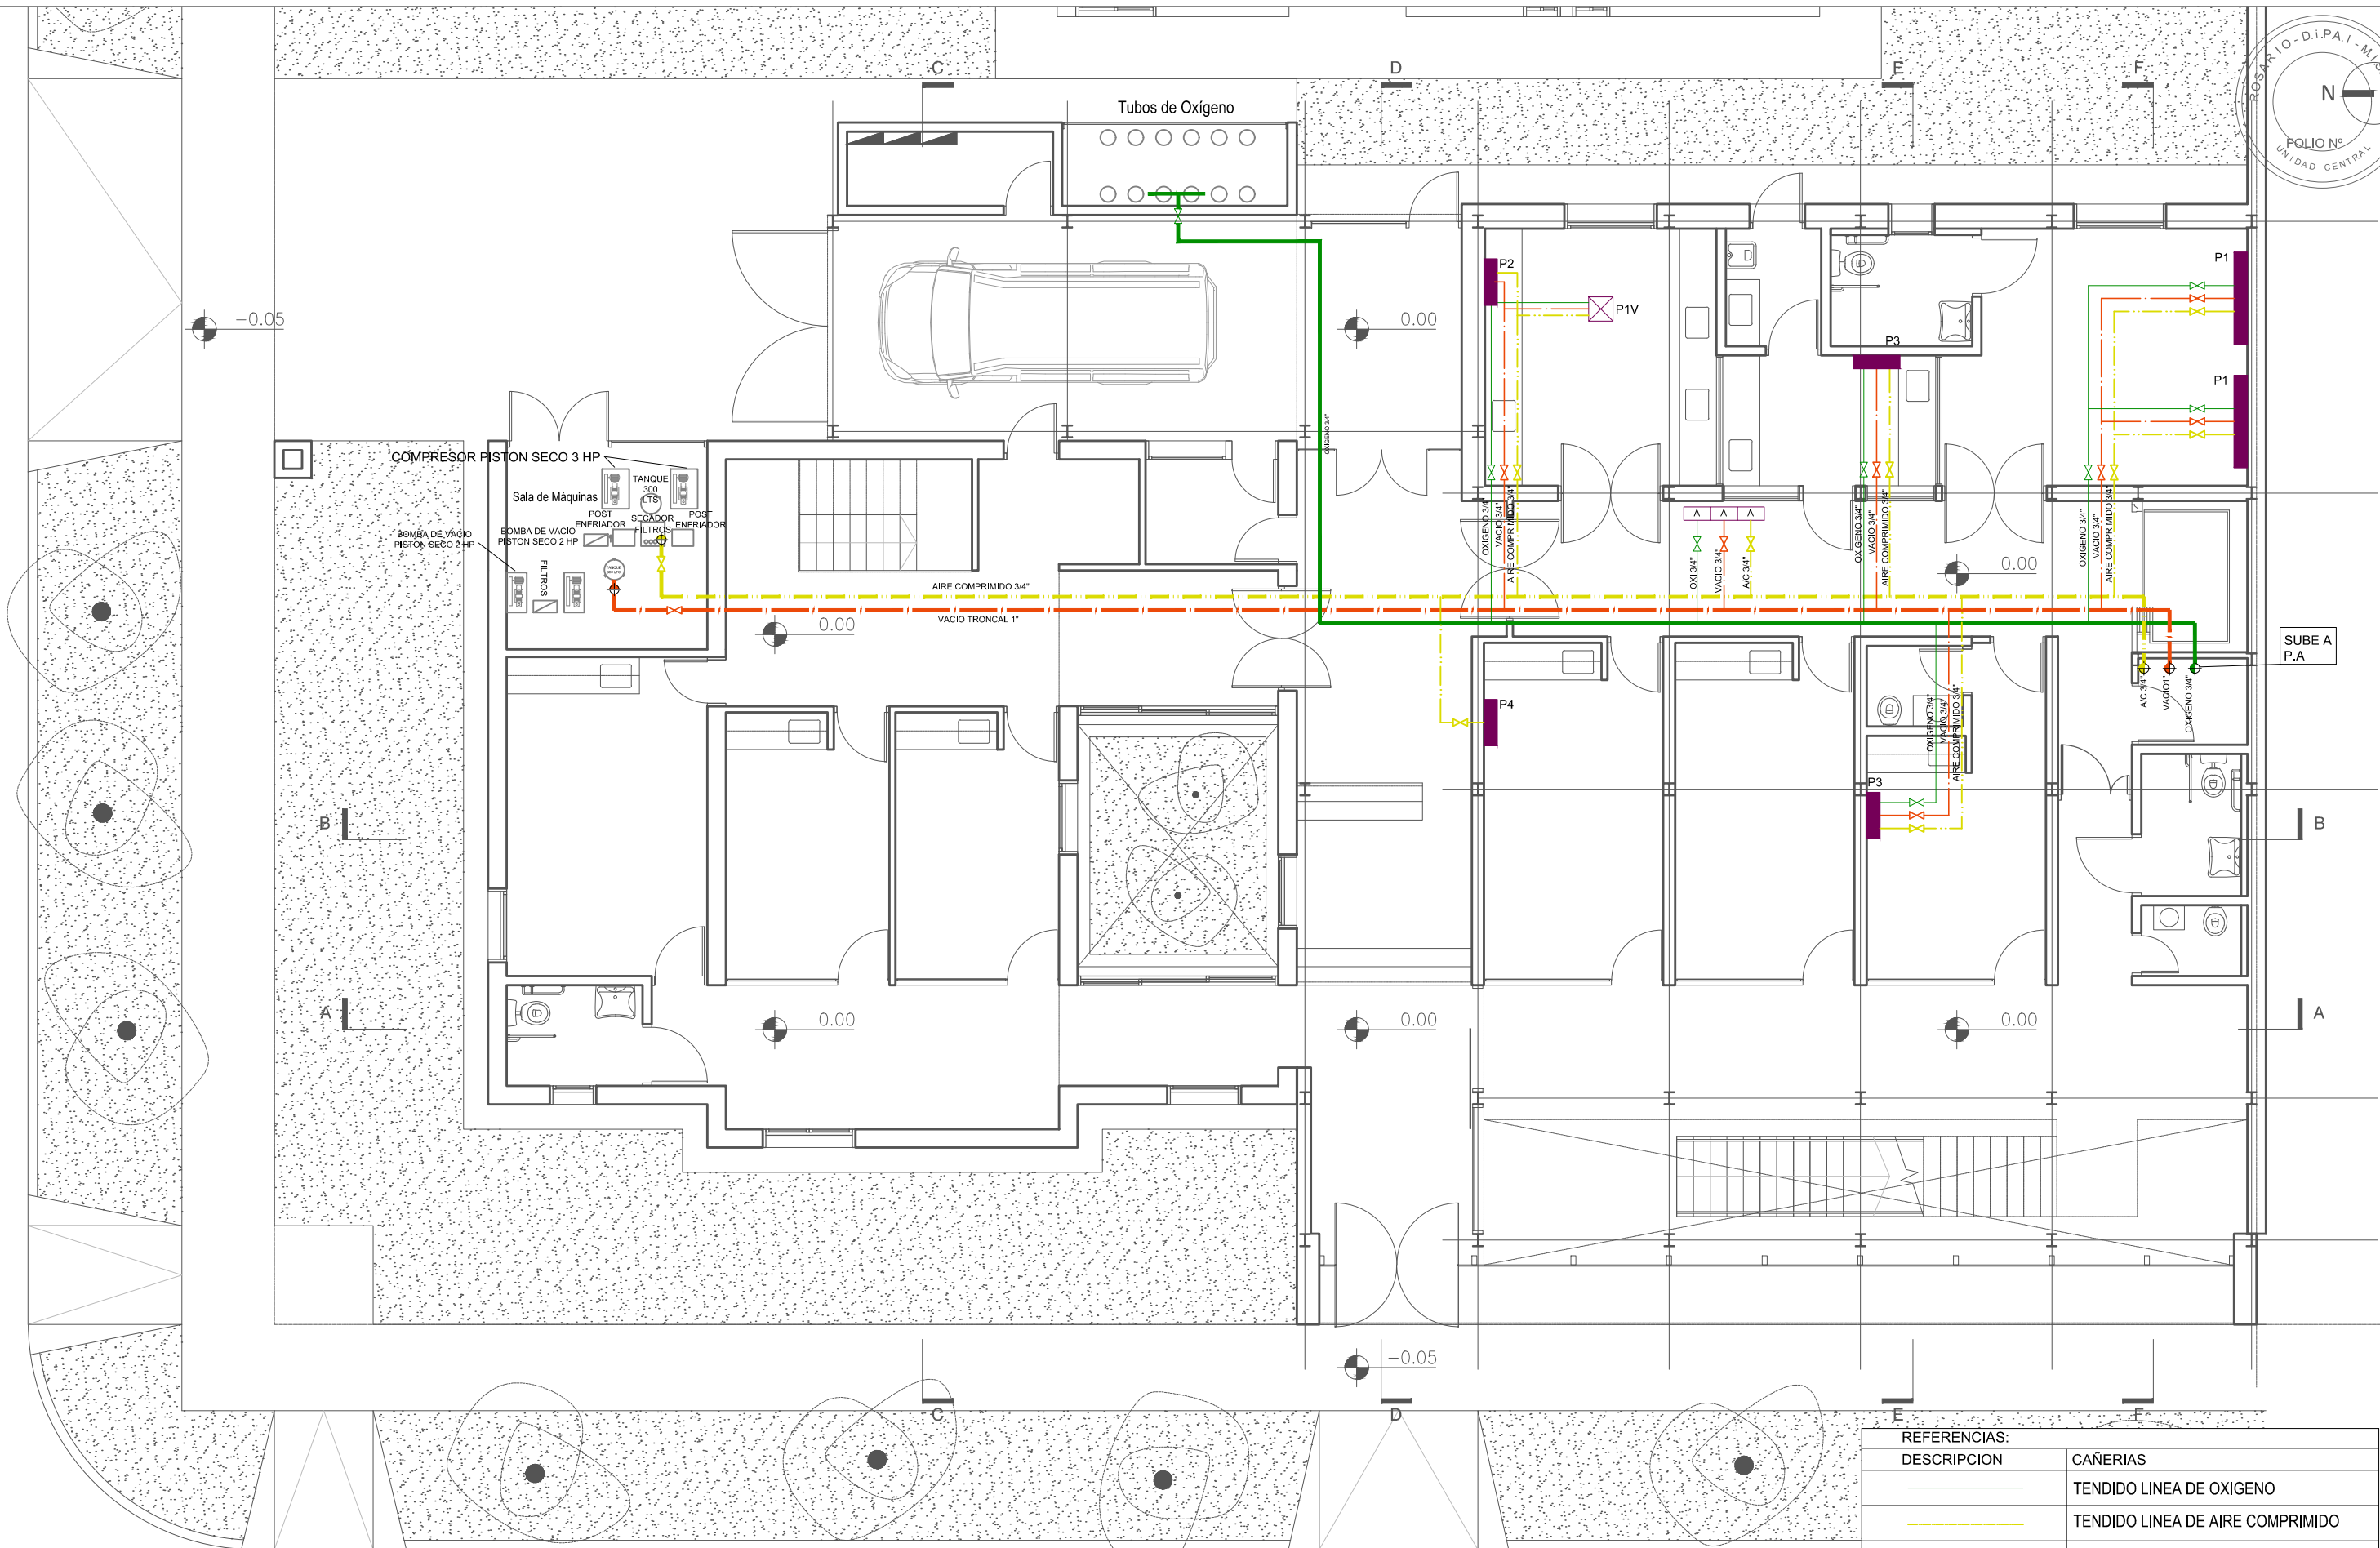 C
D
E
F
ROSARIO - D.i.PA.I - M.I.
N
FOLIO Nº
UNIDAD CENTRAL
Tubos de Oxígeno
-0.05
0.00
P2
P1V
P3
P1
P1
OXIGENO 3/4"
COMPRESOR PISTON SECO 3 HP
Sala de Máquinas
TANQUE
300
LTS
POST
ENFRIADOR
SECADOR
FILTROS
POST
ENFRIADOR
BOMBA DE VACIO
PISTON SECO 2 HP
BOMBA DE VACIO
PISTON SECO 2 HP
FILTROS
OXIGENO 3/4"
VACIO 3/4"
AIRE COMPRIMIDO 3/4"
A A A
OXI 3/4"
VACIO 3/4"
A/C 3/4"
OXIGENO 3/4"
VACIO 3/4"
AIRE COMPRIMIDO 3/4"
0.00
OXIGENO 3/4"
VACIO 3/4"
AIRE COMPRIMIDO 3/4"
AIRE COMPRIMIDO 3/4"
VACIO TRONCAL 1"
0.00
SUBE A
P.A
A/C 3/4"
VACIO1"
OXIGENO 3/4"
P4
OXIGENO 3/4"
VACIO 3/4"
AIRE COMPRIMIDO 3/4"
P3
B
B
A
A
0.00
0.00
0.00
-0.05
C
D
E
F
REFERENCIAS:
DESCRIPCION CAÑERIAS
TENDIDO LINEA DE OXIGENO
TENDIDO LINEA DE AIRE COMPRIMIDO